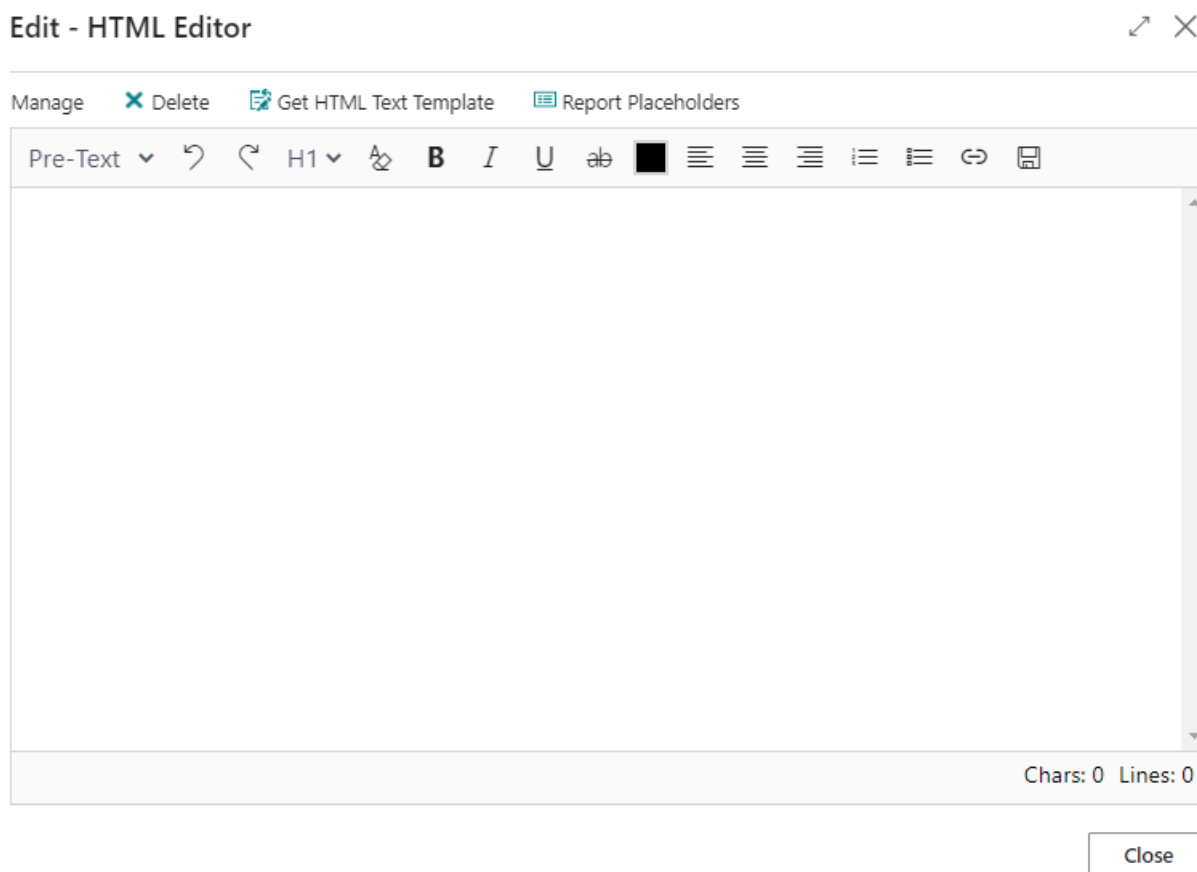 Edit - HTML Editor
Manage Delete Get HTML Text Template Report Placeholders
Pre-Text H1 B I U ab
Chars: 0 Lines: 0
Close